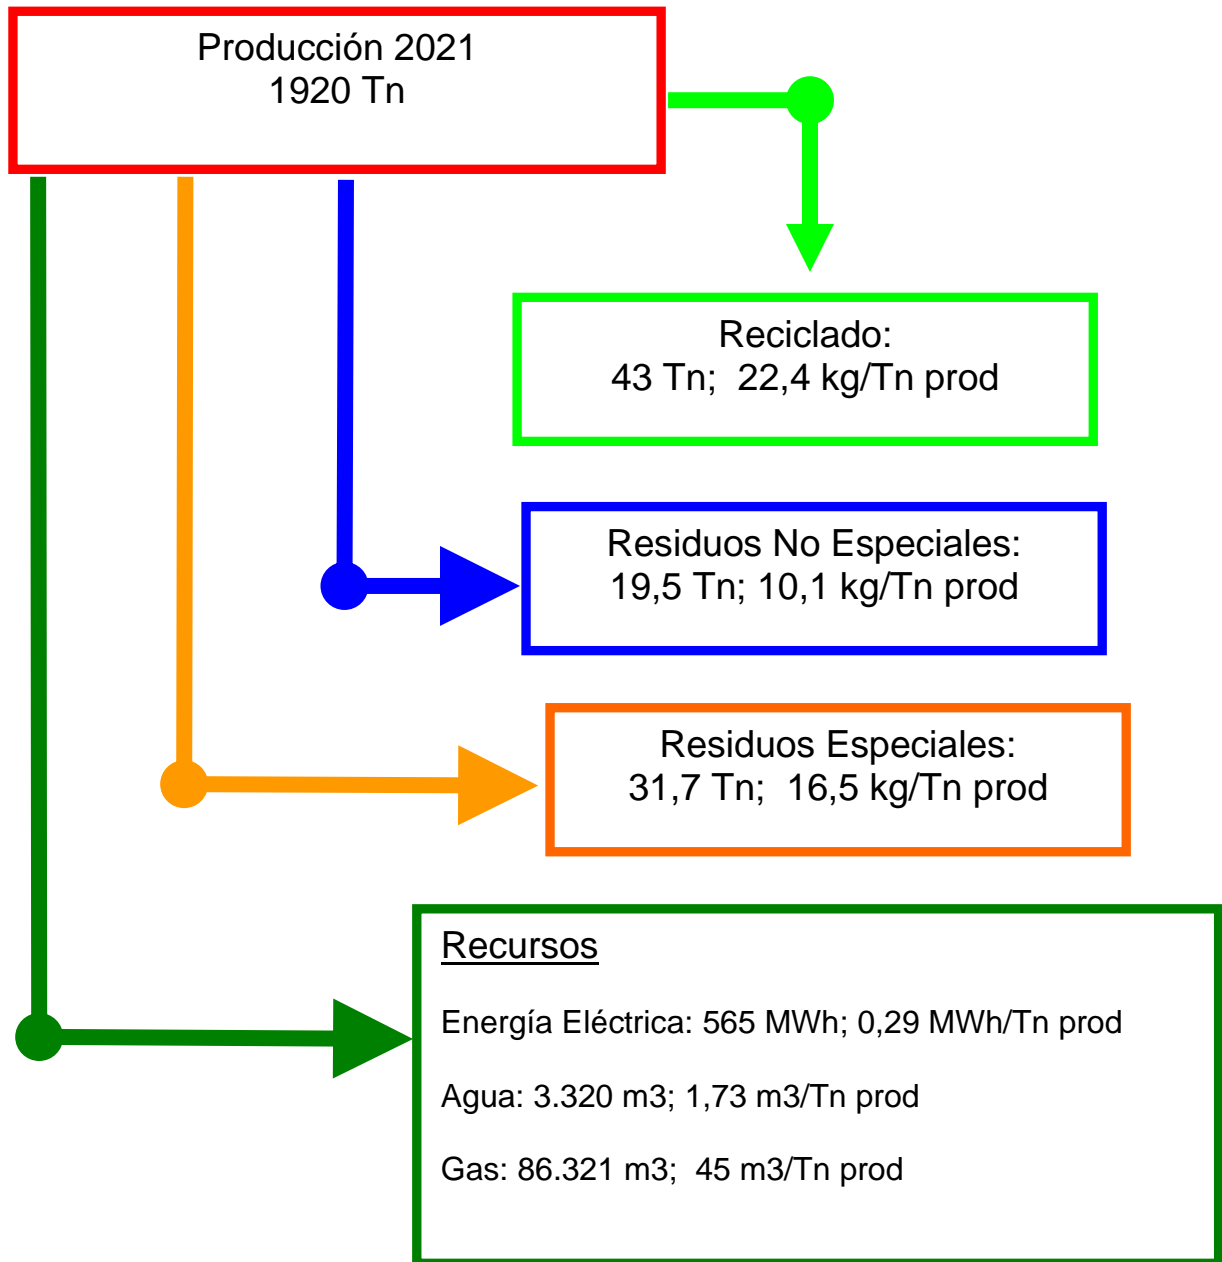 Producción 2021
1920 Tn
Reciclado:
43 Tn;  22,4 kg/Tn prod
Residuos No Especiales:
19,5 Tn; 10,1 kg/Tn prod
Residuos Especiales:
31,7 Tn;  16,5 kg/Tn prod
Recursos
Energía Eléctrica: 565 MWh; 0,29 MWh/Tn prod
Agua: 3.320 m3; 1,73 m3/Tn prod
Gas: 86.321 m3;  45 m3/Tn prod